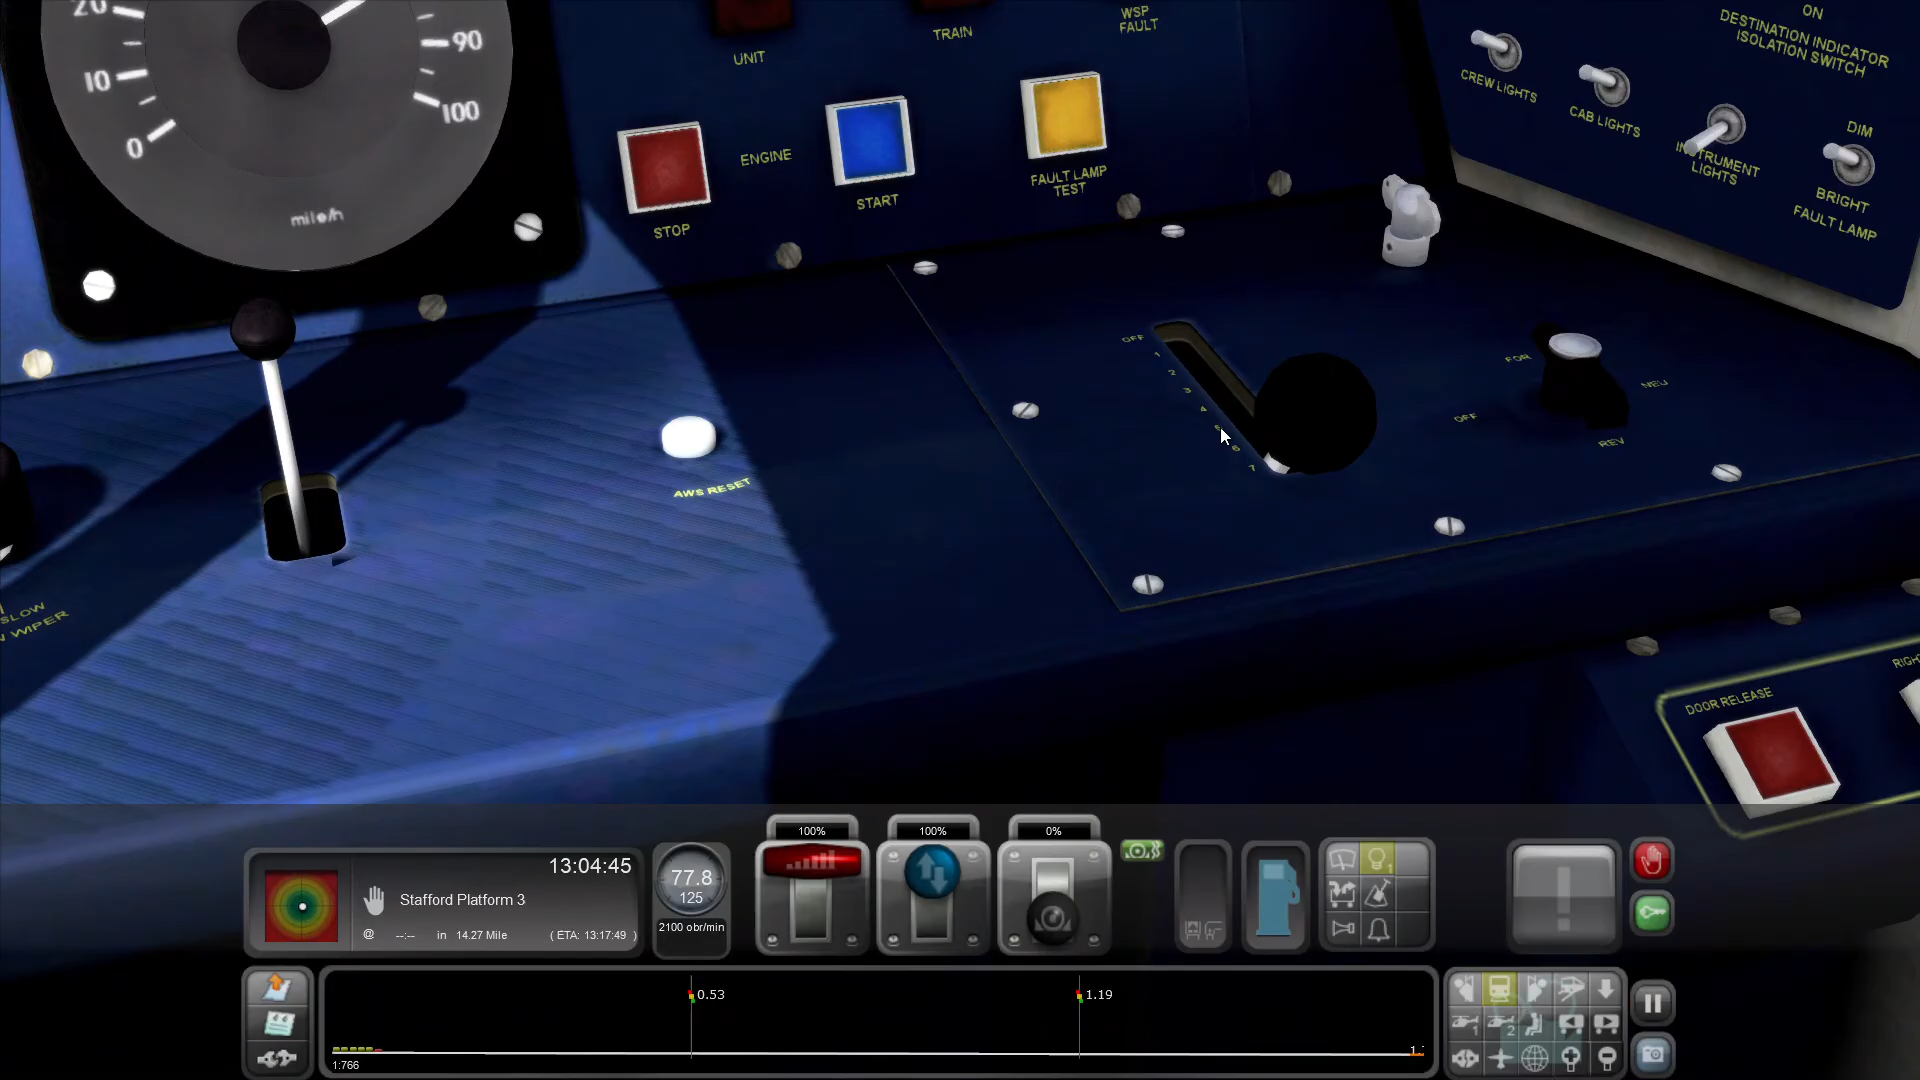 20
10
0
90
100
mile/h
UNIT
TRAIN
WSP
FAULT
ENGINE
STOP
START
FAULT LAMP
TEST
ON
DESTINATION INDICATOR
ISOLATION SWITCH
CREW LIGHTS
CAB LIGHTS
INSTRUMENT
LIGHTS
DIM
BRIGHT
FAULT LAMP
OFF
1
2
3
4
5
6
7
FOR
NEU
OFF
REV
AWS RESET
SLOW
WIPER
DOOR RELEASE
100%
100%
0%
13:04:45
Stafford Platform 3
@ --:-- in 14.27 Mile ( ETA: 13:17:49 )
77.8
125
2100 obr/min
1
0.53
1.19
1:766
1
2